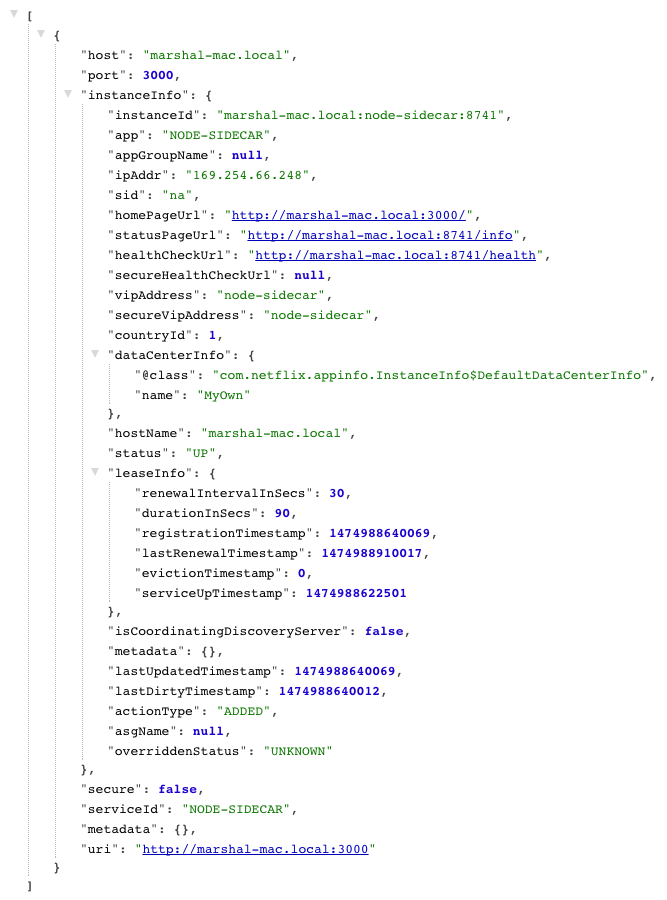 [
{
"host": "marshal-mac.local",
"port": 3000,
"instanceInfo": {
"instanceId": "marshal-mac.local:node-sidecar:8741",
"app": "NODE-SIDECAR",
"appGroupName": null,
"ipAddr": "169.254.66.248",
"sid": "na",
"homePageUrl": "http://marshal-mac.local:3000/",
"statusPageUrl": "http://marshal-mac.local:8741/info",
"healthCheckUrl": "http://marshal-mac.local:8741/health",
"secureHealthCheckUrl": null,
"vipAddress": "node-sidecar",
"secureVipAddress": "node-sidecar",
"countryId": 1,
"dataCenterInfo": {
"@class": "com.netflix.appinfo.InstanceInfo$DefaultDataCenterInfo",
"name": "MyOwn"
},
"hostName": "marshal-mac.local",
"status": "UP",
"leaseInfo": {
"renewalIntervalInSecs": 30,
"durationInSecs": 90,
"registrationTimestamp": 1474988640069,
"lastRenewalTimestamp": 1474988910017,
"evictionTimestamp": 0,
"serviceUpTimestamp": 1474988622501
},
"isCoordinatingDiscoveryServer": false,
"metadata": {},
"lastUpdatedTimestamp": 1474988640069,
"lastDirtyTimestamp": 1474988640012,
"actionType": "ADDED",
"asgName": null,
"overriddenStatus": "UNKNOWN"
},
"secure": false,
"serviceId": "NODE-SIDECAR",
"metadata": {},
"uri": "http://marshal-mac.local:3000"
}
]